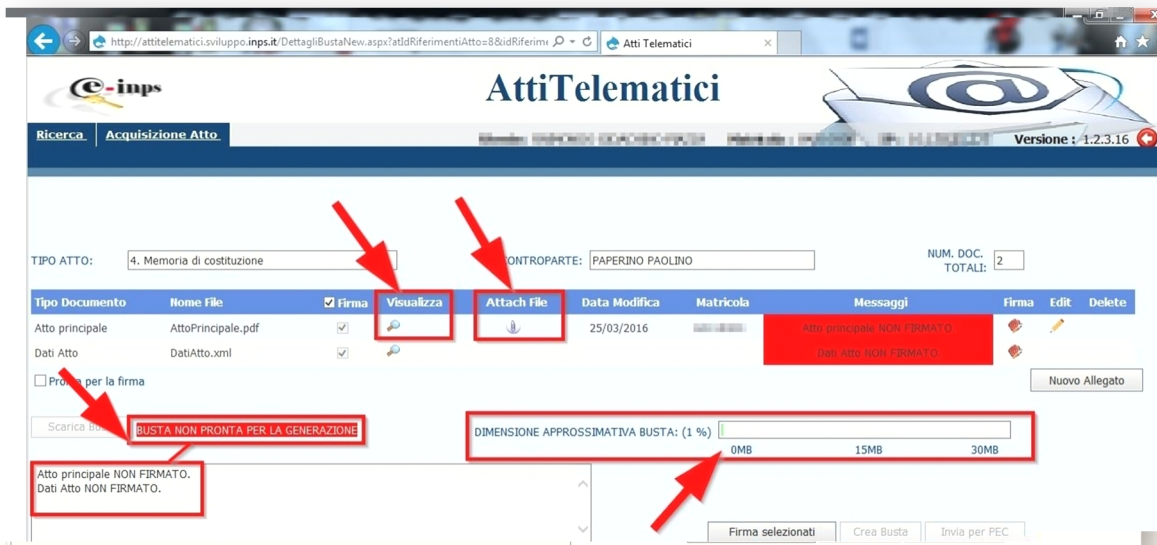 http://attitelematici.sviluppo.inps.it/DettagliBustaNew.aspx?atIdRiferimentiAtto=8&idRiferime
Atti Telematici
e-inps
AttiTelematici
Ricerca Acquisizione Atto
Versione : 1.2.3.16
TIPO ATTO: 4. Memoria di costituzione CONTROPARTE: PAPERINO PAOLINO NUM. DOC. TOTALI: 2
Tipo Documento Nome File Firma Visualizza Attach File Data Modifica Matricola Messaggi Firma Edit Delete
Atto principale AttoPrincipale.pdf 25/03/2016 Atto principale NON FIRMATO
Dati Atto DatiAtto.xml Dati Atto NON FIRMATO
Pronta per la firma
Nuovo Allegato
Scarica BUSTA NON PRONTA PER LA GENERAZIONE DIMENSIONE APPROSSIMATIVA BUSTA: (1 %)
0MB 15MB 30MB
Atto principale NON FIRMATO.
Dati Atto NON FIRMATO.
Firma selezionati Crea Busta Invia per PEC